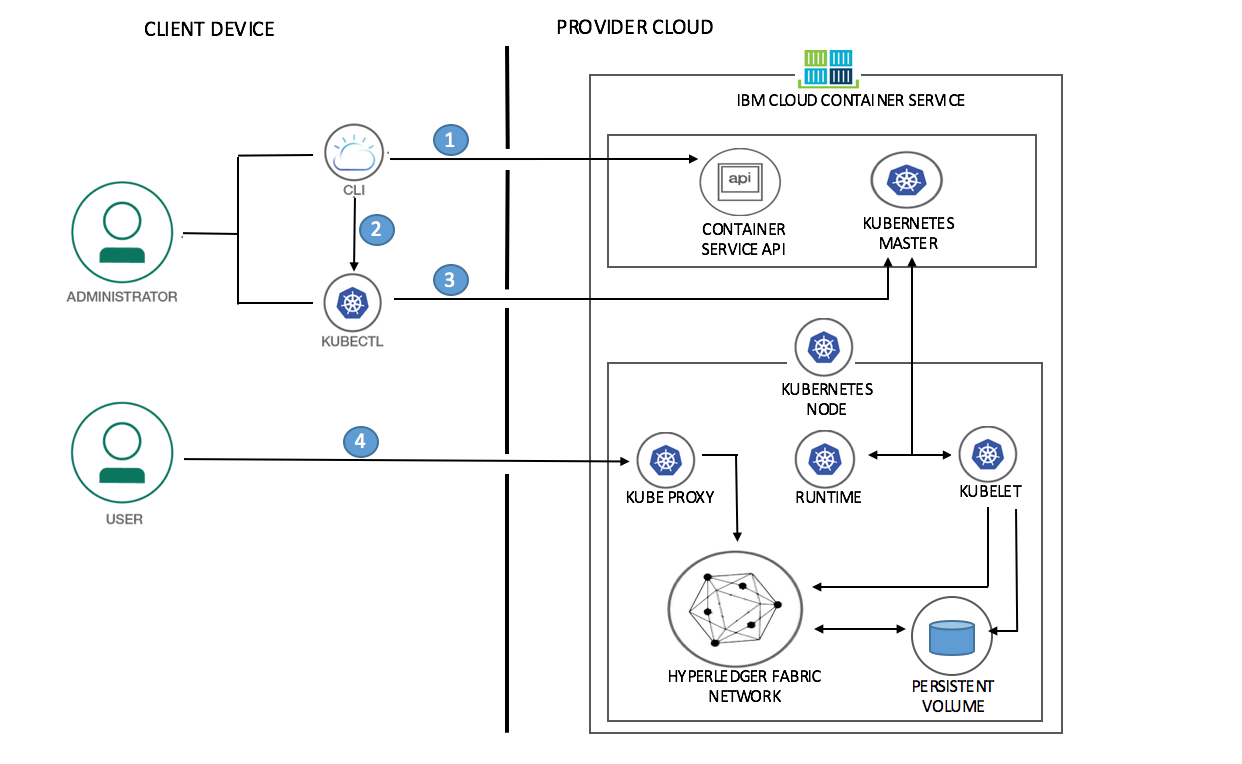 CLIENT DEVICE
PROVIDER CLOUD
IBM CLOUD CONTAINER SERVICE
1
CLI
api
CONTAINER
SERVICE API
KUBERNETES
MASTER
2
ADMINISTRATOR
3
KUBECTL
KUBERNETES
NODE
4
USER
KUBE PROXY
RUNTIME
KUBELET
HYPERLEDGER FABRIC
NETWORK
PERSISTENT
VOLUME